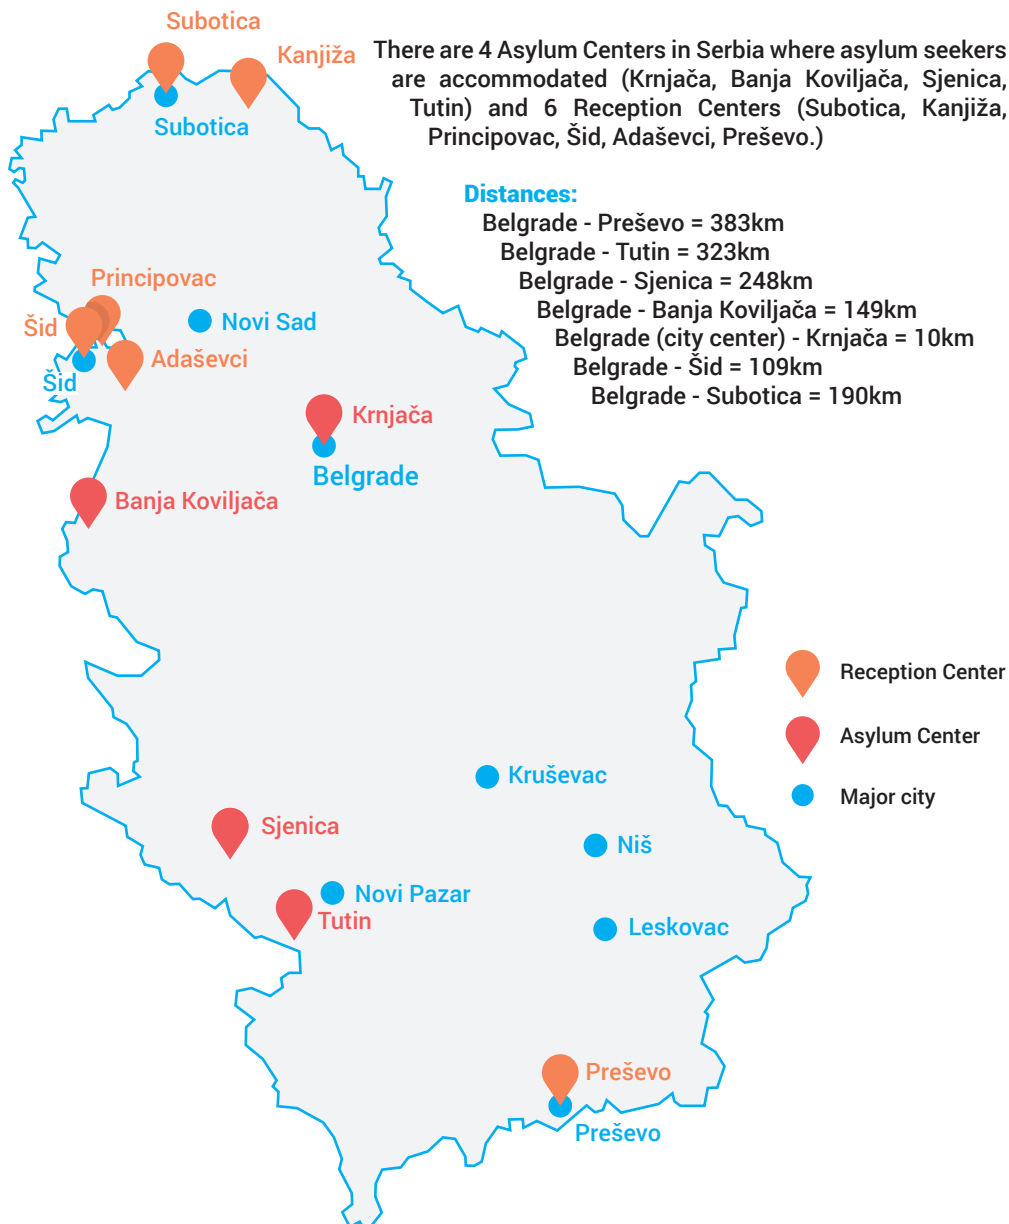 Subotica
Kanjiža
There are 4 Asylum Centers in Serbia where asylum seekers
are accommodated (Krnjača, Banja Koviljača, Sjenica,
Tutin) and 6 Reception Centers (Subotica, Kanjiža,
Principovac, Šid, Adaševci, Preševo.)
Subotica
Distances:
Belgrade - Preševo = 383km
Belgrade - Tutin = 323km
Belgrade - Sjenica = 248km
Belgrade - Banja Koviljača = 149km
Belgrade (city center) - Krnjača = 10km
Belgrade - Šid = 109km
Belgrade - Subotica = 190km
Principovac
Šid
Novi Sad
Adaševci
Šid
Krnjača
Belgrade
Banja Koviljača
Reception Center
Asylum Center
Major city
Kruševac
Sjenica
Niš
Novi Pazar
Tutin
Leskovac
Preševo
Preševo